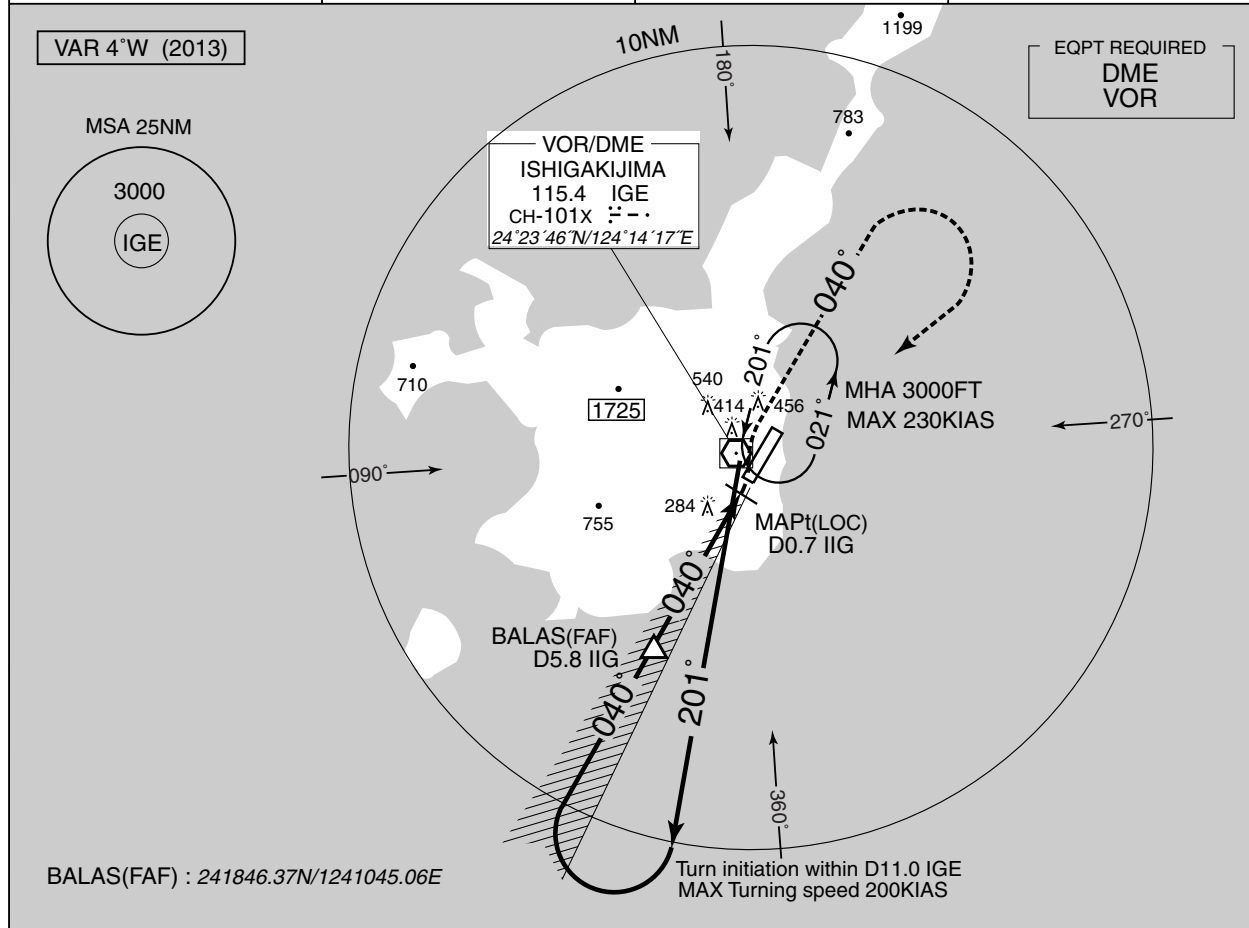 VAR 4°W (2013)
10NM
180°
1199
EQPT REQUIRED
DME
VOR
MSA 25NM
3000
IGE
VOR/DME
ISHIGAKIJIMA
115.4 IGE
CH-101X
24°23´46˝N/124°14´17˝E
783
040°
201°
710
540
1725
414
456
MHA 3000FT
MAX 230KIAS
021°
270°
090°
755
284
MAPt(LOC)
D0.7 IIG
040°
BALAS(FAF)
D5.8 IIG
040°
201°
360°
Turn initiation within D11.0 IGE
MAX Turning speed 200KIAS
BALAS(FAF) : 241846.37N/1241045.06E